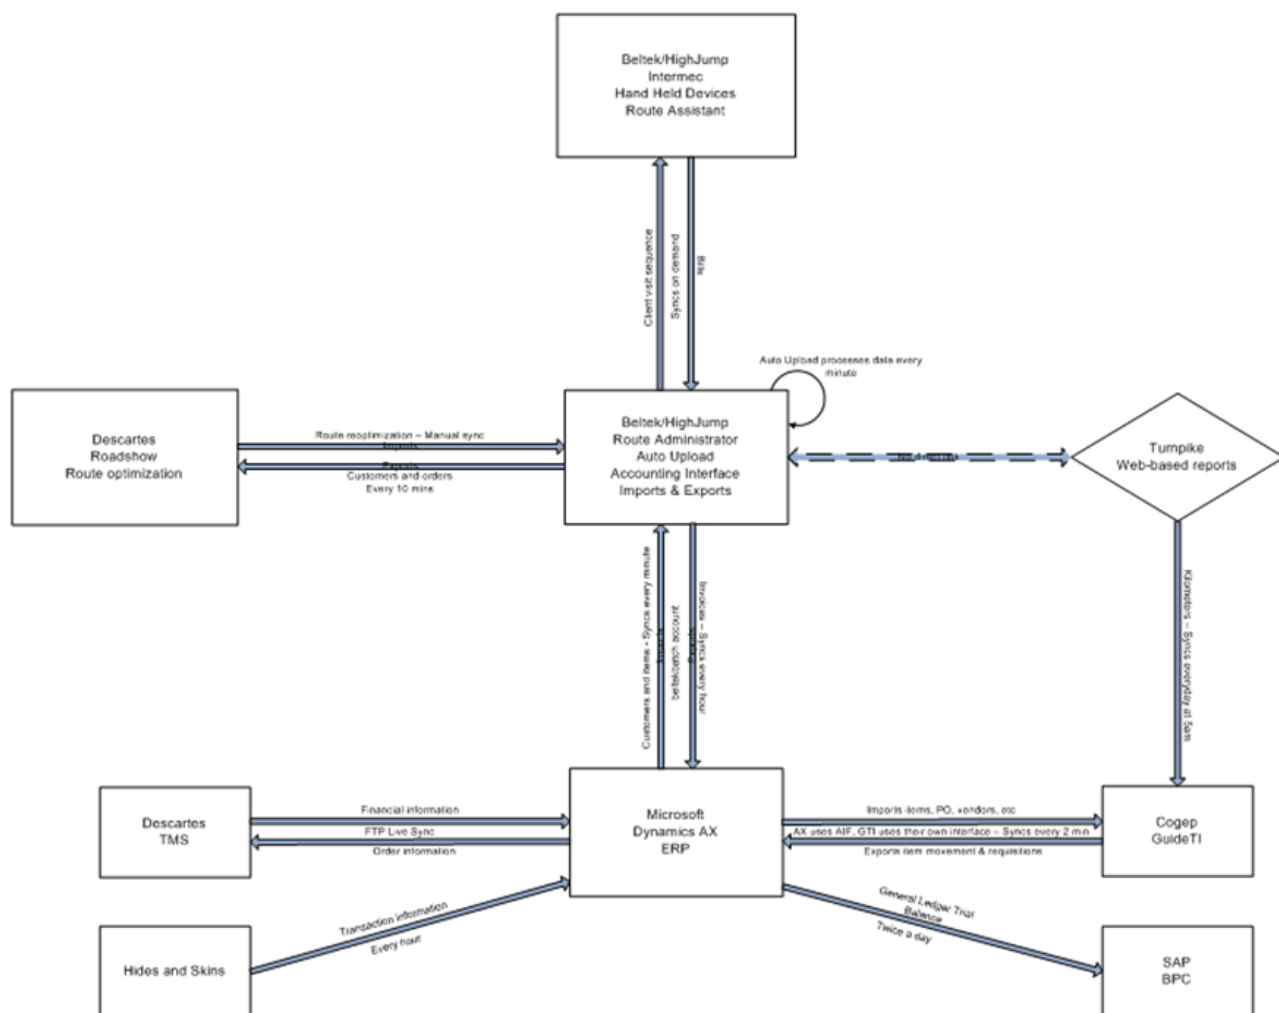 Beltek/HighJump
Intermec
Hand Held Devices
Route Assistant
Client visit sequence
Syncs on demand
Auto Upload processes data every
minute
Descartes
Roadshow
Route optimization
Route reoptimization – Manual sync
Imports
Exports
Customers and orders
Every 10 mins
Beltek/HighJump
Route Administrator
Auto Upload
Accounting Interface
Imports & Exports
Turnpike
Web-based reports
Customers and items - Syncs every minute
beltekbatch account
Exports
Invoices – Syncs every hour
Kilometers – Syncs everyday at 5am
Descartes
TMS
Financial information
FTP Live Sync
Order information
Microsoft
Dynamics AX
ERP
Imports items, PO, vendors, etc
AX uses AIF, GTI uses their own interface – Syncs every 2 min
Exports item movement & requisitions
Cogep
GuideTI
Transaction information
Every hour
General Ledger Trial
Balance
Twice a day
Hides and Skins
SAP
BPC